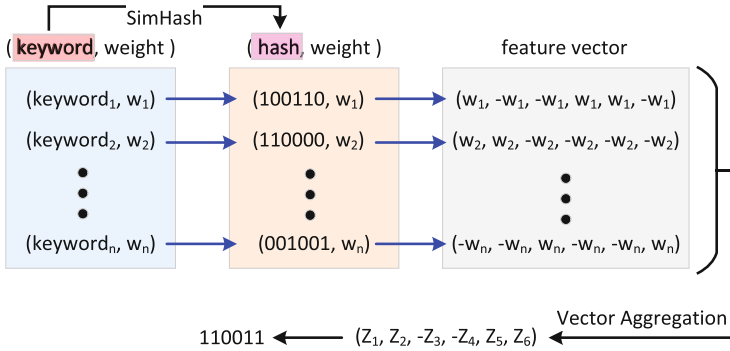 SimHash
(keyword, weight) (hash, weight) feature vector
(keyword₁, w₁) (100110, w₁) (w₁, -w₁, -w₁, w₁, w₁, -w₁)
(keyword₂, w₂) (110000, w₂) (w₂, w₂, -w₂, -w₂, -w₂, -w₂)
(keywordₙ, wₙ) (001001, wₙ) (-wₙ, -wₙ, wₙ, -wₙ, -wₙ, wₙ)
Vector Aggregation
110011 (Z₁, Z₂, -Z₃, -Z₄, Z₅, Z₆)